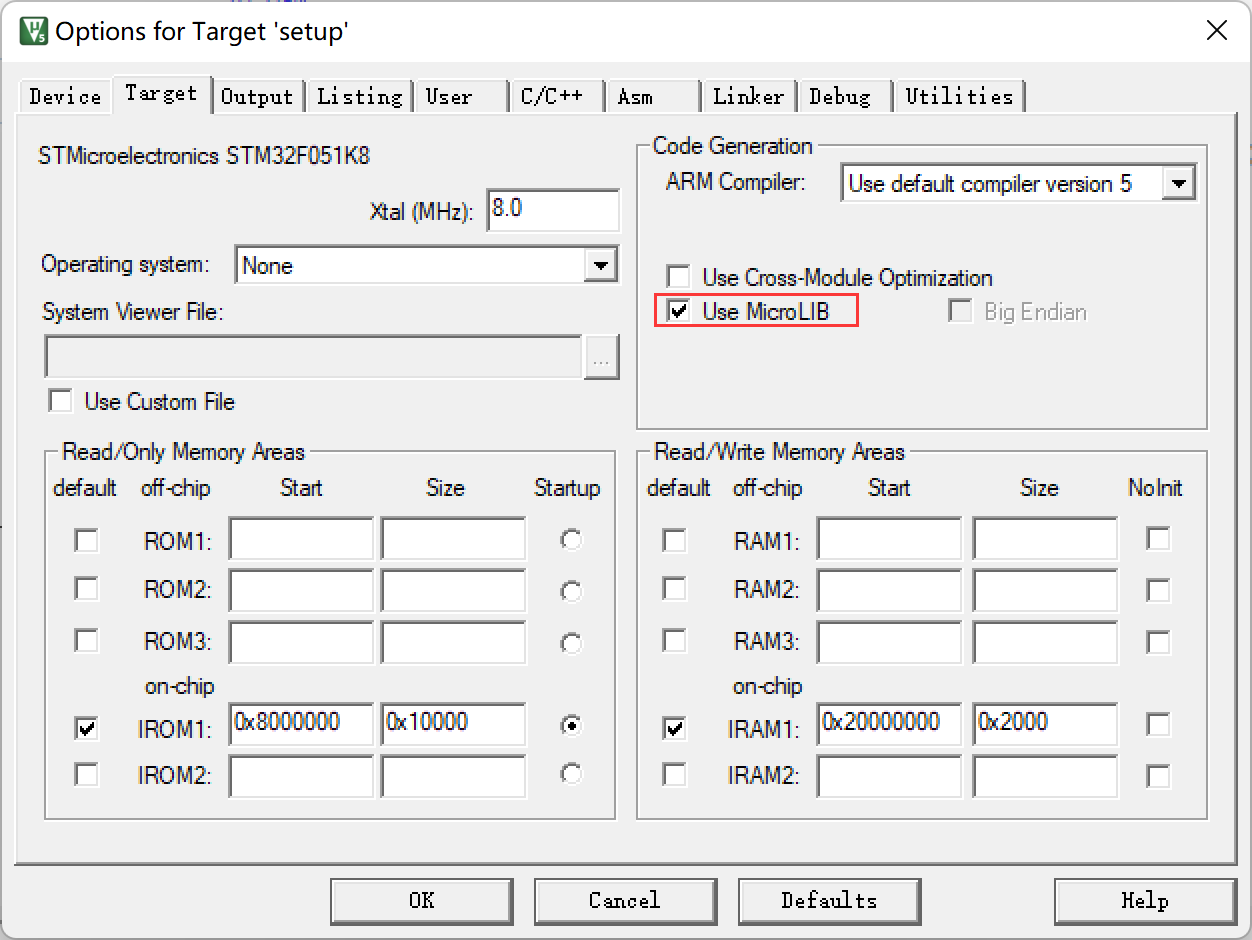 Options for Target 'setup'
Device Target Output Listing User C/C++ Asm Linker Debug Utilities
STMicroelectronics STM32F051K8
Xtal (MHz): 8.0
Operating system: None
System Viewer File:
...
Use Custom File
Code Generation
ARM Compiler: Use default compiler version 5
Use Cross-Module Optimization
Use MicroLIB Big Endian
Read/Only Memory Areas
default off-chip Start Size Startup
ROM1:
ROM2:
ROM3:
on-chip
IROM1: 0x8000000 0x10000
IROM2:
Read/Write Memory Areas
default off-chip Start Size NoInit
RAM1:
RAM2:
RAM3:
on-chip
IRAM1: 0x20000000 0x2000
IRAM2:
OK Cancel Defaults Help